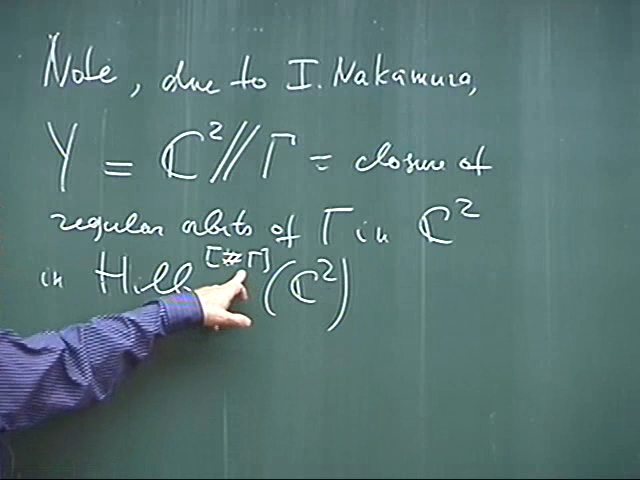 Note, due to I. Nakamura,
Y = ℂ²//Γ = closure of
regular orbits of Γ in ℂ²
in Hilb^[#Γ] (ℂ²)